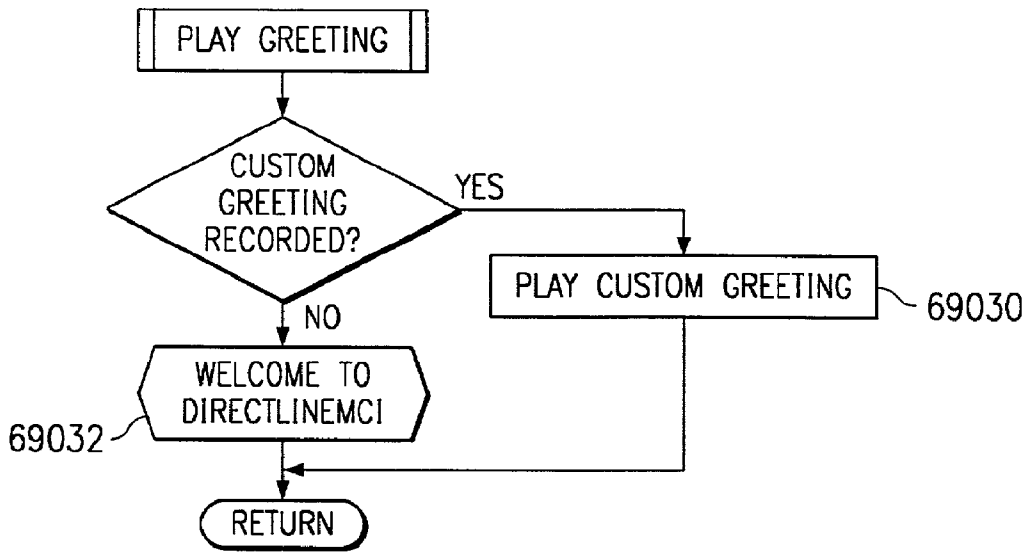 PLAY GREETING
CUSTOM
GREETING
RECORDED?
YES
PLAY CUSTOM GREETING
69030
NO
WELCOME TO
DIRECTLINEMCI
69032
RETURN